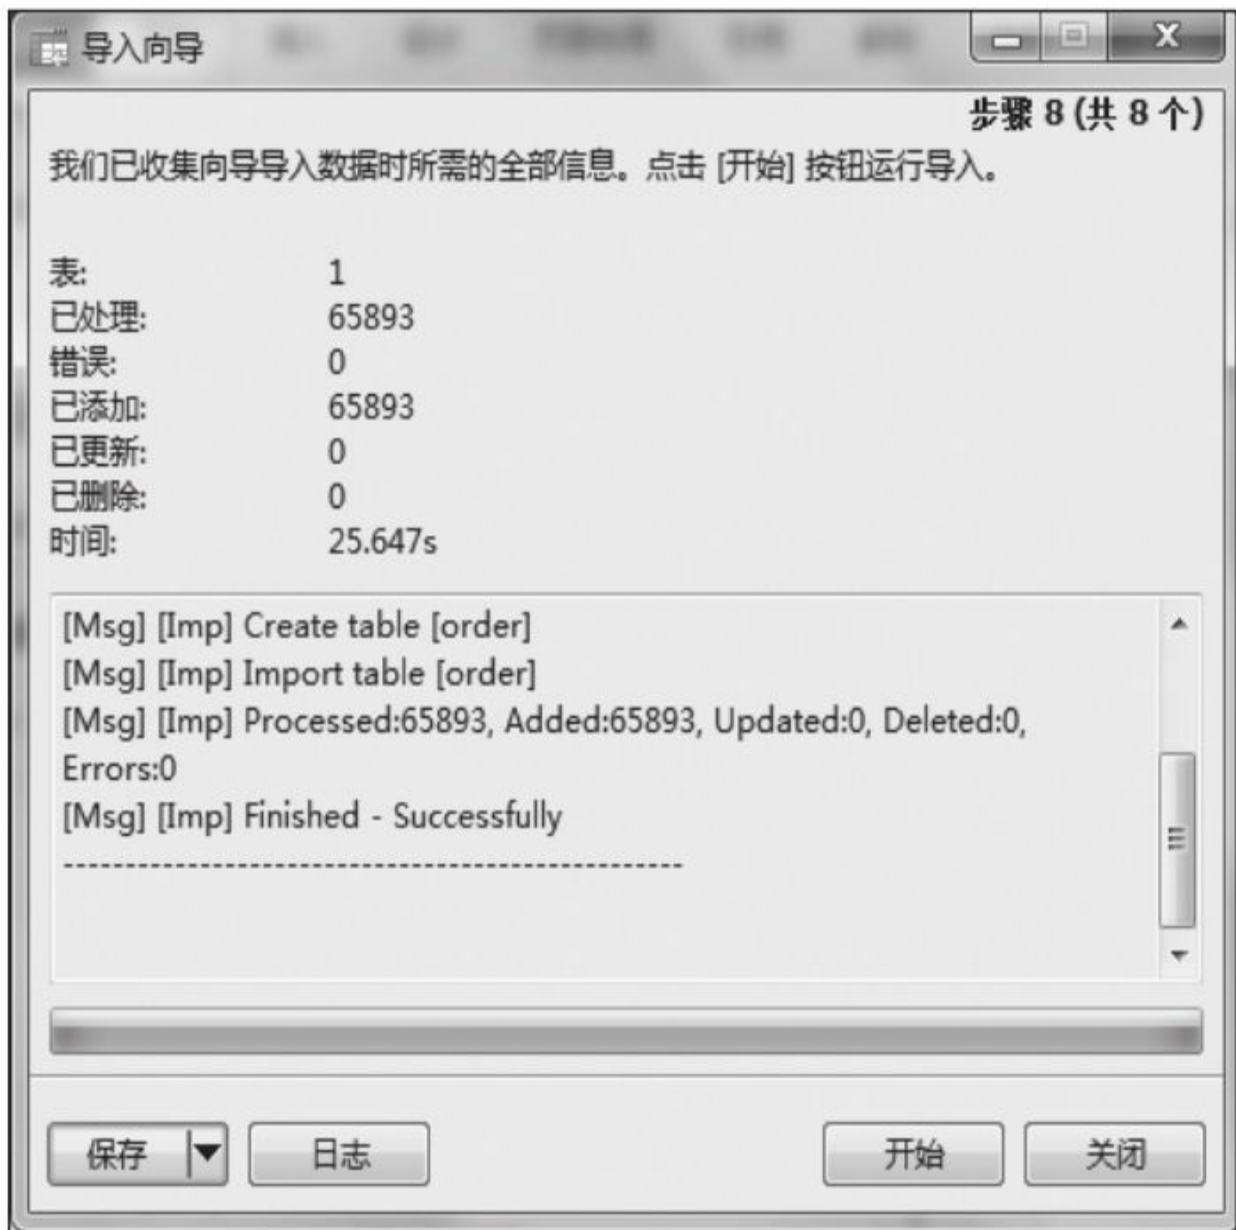 导入向导
步骤 8 (共 8 个)
我们已收集向导导入数据时所需的全部信息。点击 [开始] 按钮运行导入。
表: 1
已处理: 65893
错误: 0
已添加: 65893
已更新: 0
已删除: 0
时间: 25.647s
[Msg] [Imp] Create table [order]
[Msg] [Imp] Import table [order]
[Msg] [Imp] Processed:65893, Added:65893, Updated:0, Deleted:0,
Errors:0
[Msg] [Imp] Finished - Successfully
--------------------------------------------------
保存 日志 开始 关闭